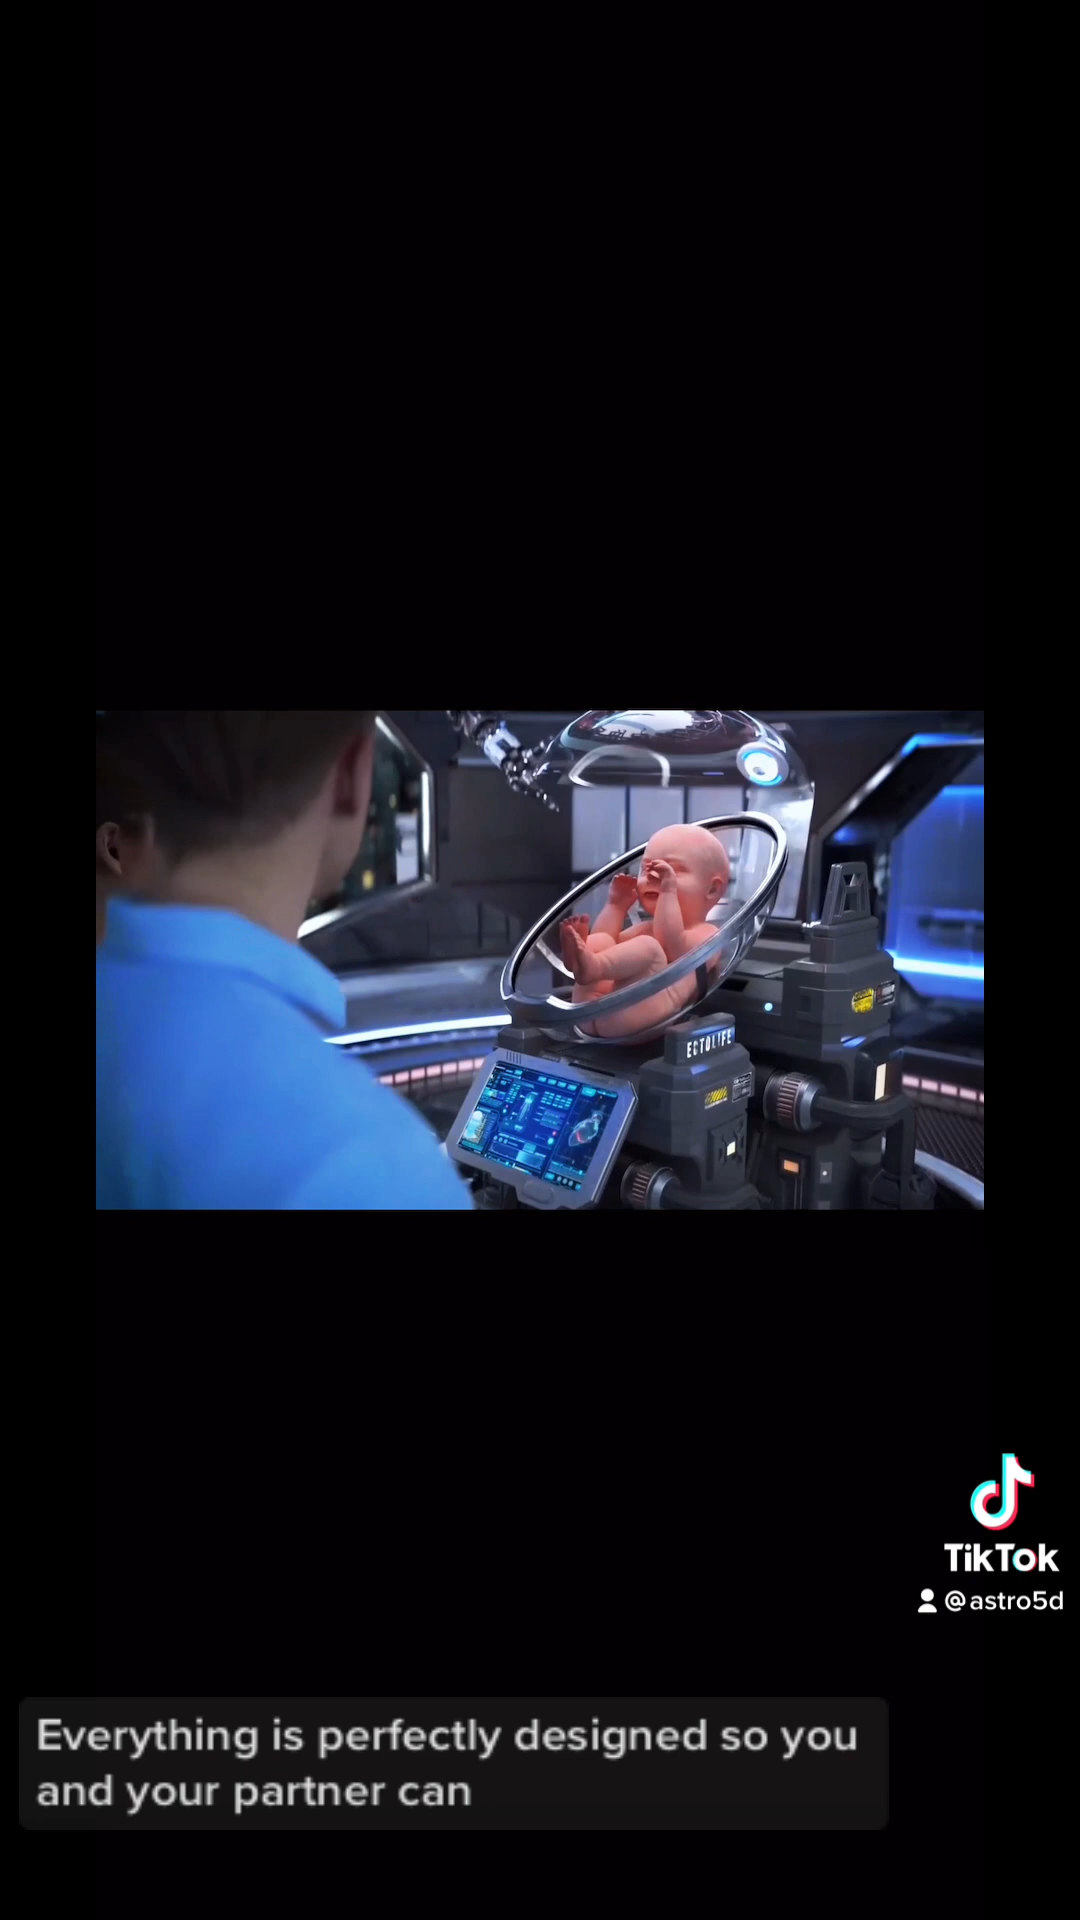 ECTOLIFE
TikTok
@astro5d
Everything is perfectly designed so you
and your partner can